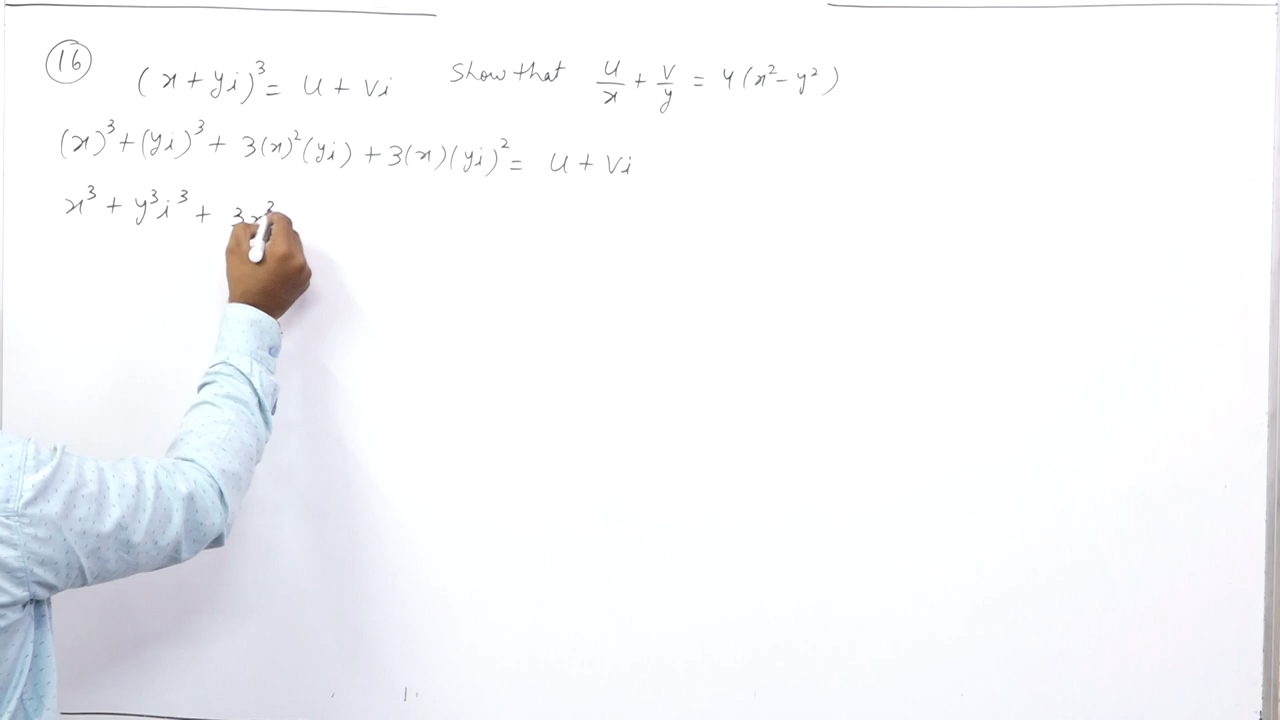 (16) (x + yi)³ = u + vi Show that u/x + v/y = 4(x² - y²)
(x)³ + (yi)³ + 3(x)²(yi) + 3(x)(yi)² = u + vi
x³ + y³i³ + 3x²